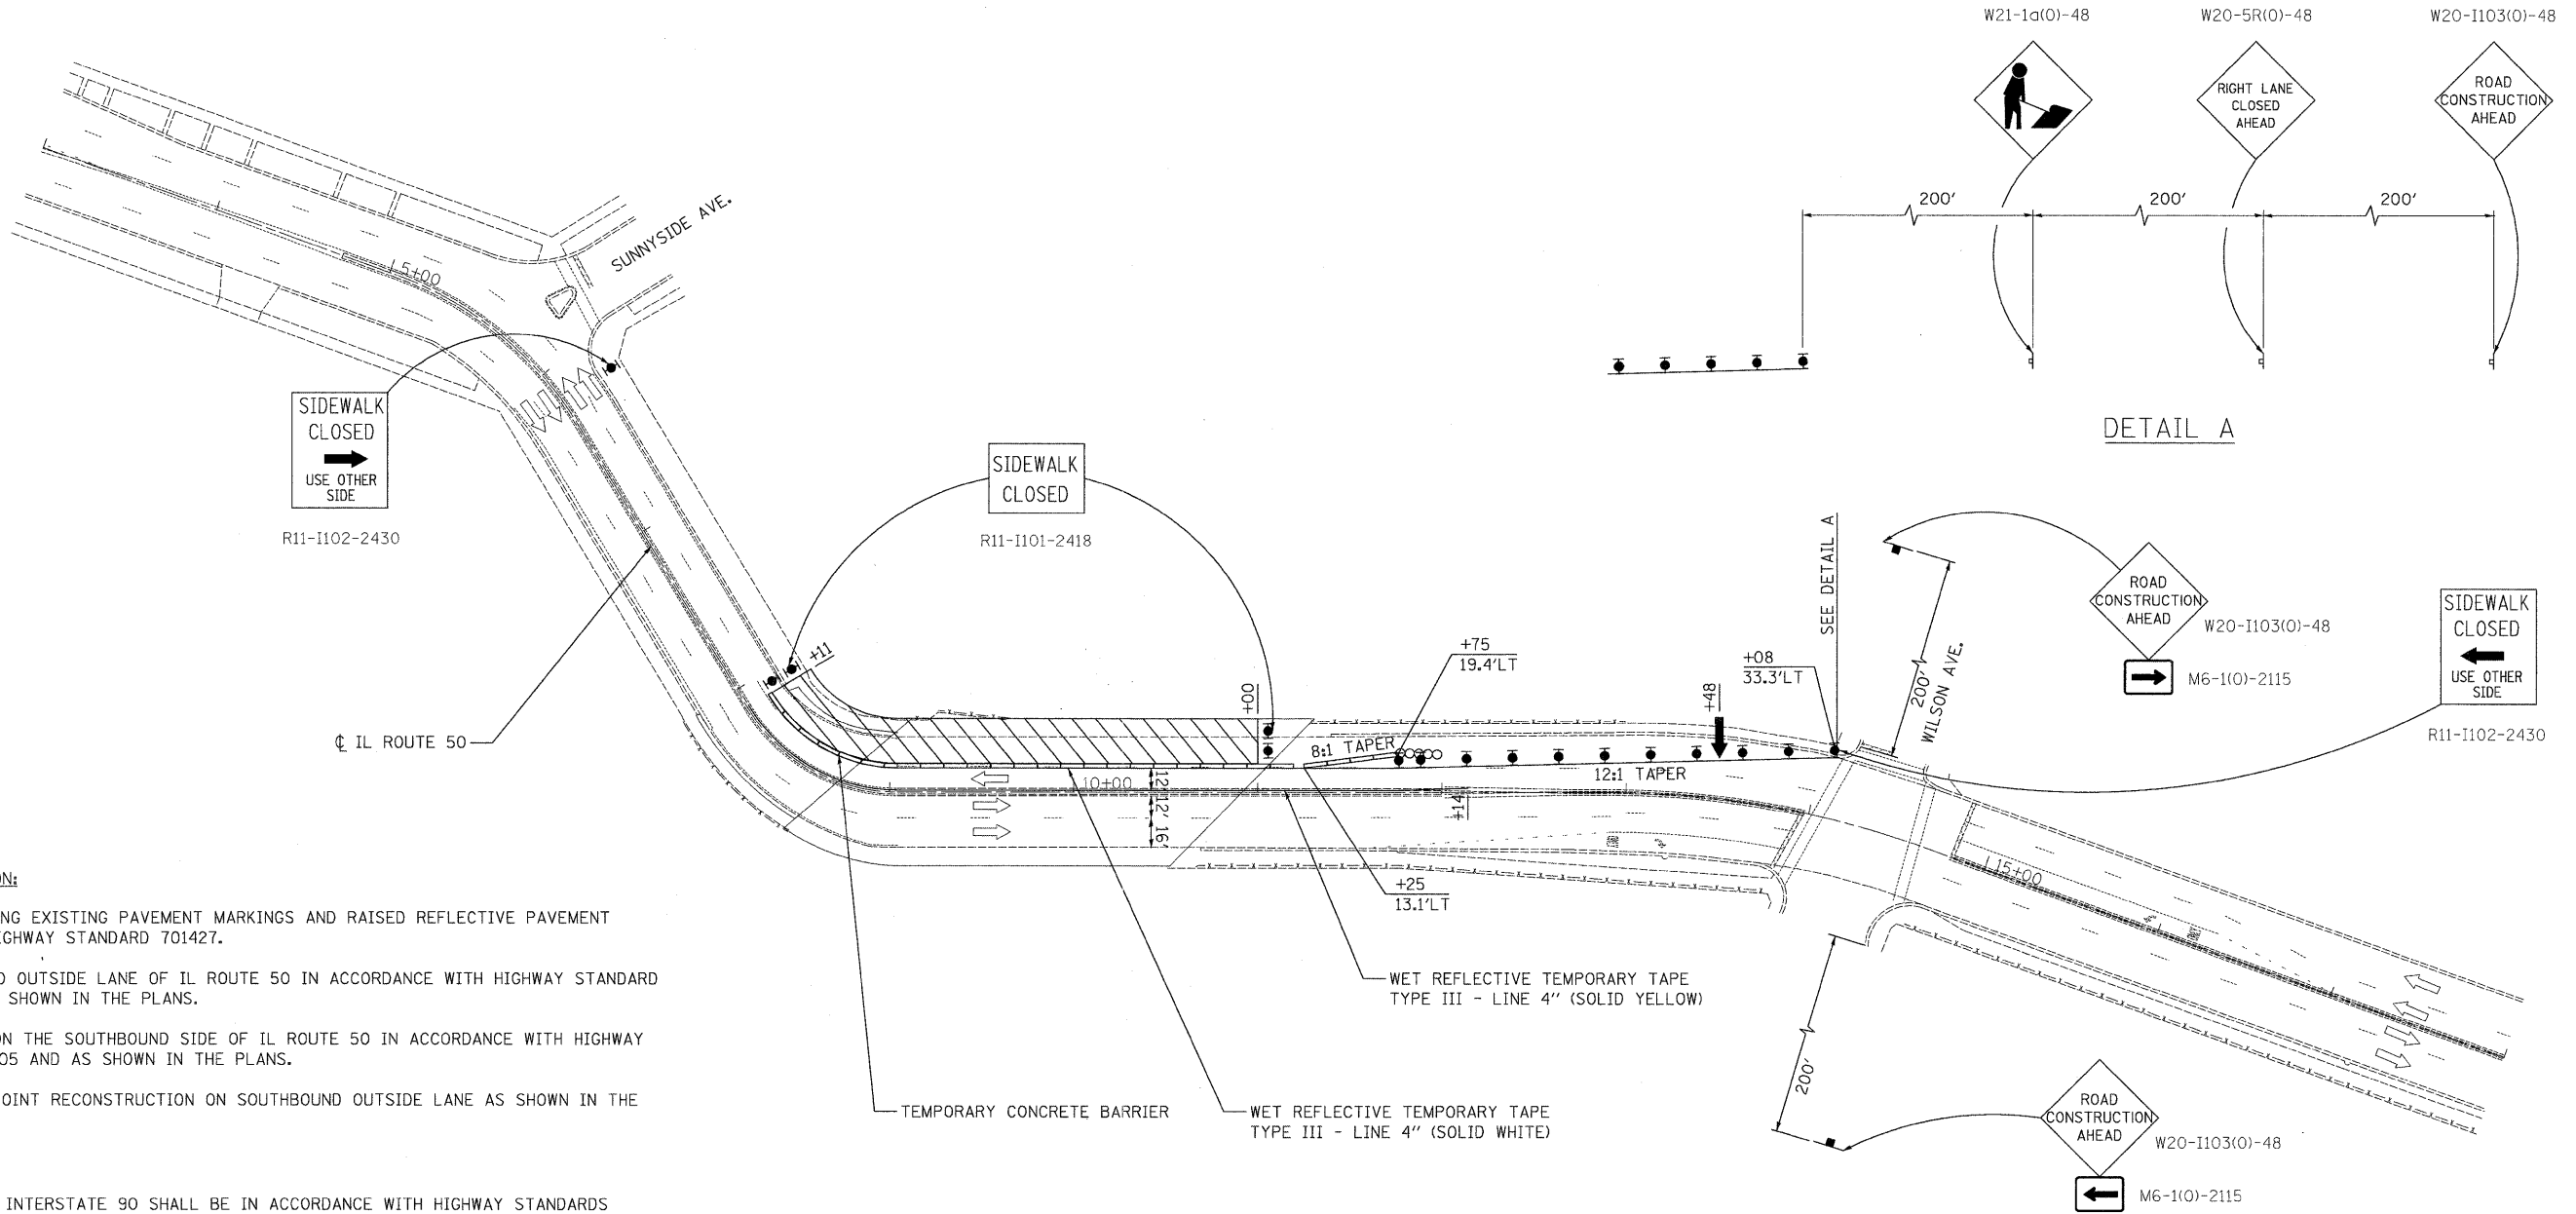 W21-1a(O)-48
W20-5R(O)-48
W20-I103(O)-48
RIGHT LANE
CLOSED
AHEAD
ROAD
CONSTRUCTION
AHEAD
200'
200'
200'
DETAIL A
SUNNYSIDE AVE.
5+00
SIDEWALK
CLOSED
USE OTHER
SIDE
R11-I102-2430
SIDEWALK
CLOSED
R11-I101-2418
℄ IL ROUTE 50
+11
+00
+75
19.4'LT
8:1 TAPER
12:1 TAPER
+08
33.3'LT
+48
SEE DETAIL A
200'
WILSON AVE.
ROAD
CONSTRUCTION
AHEAD
W20-I103(O)-48
M6-1(O)-2115
SIDEWALK
CLOSED
USE OTHER
SIDE
R11-I102-2430
10+00
12'
12'
16'
+14
+25
13.1'LT
15+00
WET REFLECTIVE TEMPORARY TAPE
TYPE III - LINE 4" (SOLID YELLOW)
TEMPORARY CONCRETE BARRIER
WET REFLECTIVE TEMPORARY TAPE
TYPE III - LINE 4" (SOLID WHITE)
200'
ROAD
CONSTRUCTION
AHEAD
W20-I103(O)-48
M6-1(O)-2115
ON:
NG EXISTING PAVEMENT MARKINGS AND RAISED REFLECTIVE PAVEMENT
IGHWAY STANDARD 701427.
D OUTSIDE LANE OF IL ROUTE 50 IN ACCORDANCE WITH HIGHWAY STANDARD
SHOWN IN THE PLANS.
ON THE SOUTHBOUND SIDE OF IL ROUTE 50 IN ACCORDANCE WITH HIGHWAY
05 AND AS SHOWN IN THE PLANS.
OINT RECONSTRUCTION ON SOUTHBOUND OUTSIDE LANE AS SHOWN IN THE
INTERSTATE 90 SHALL BE IN ACCORDANCE WITH HIGHWAY STANDARDS